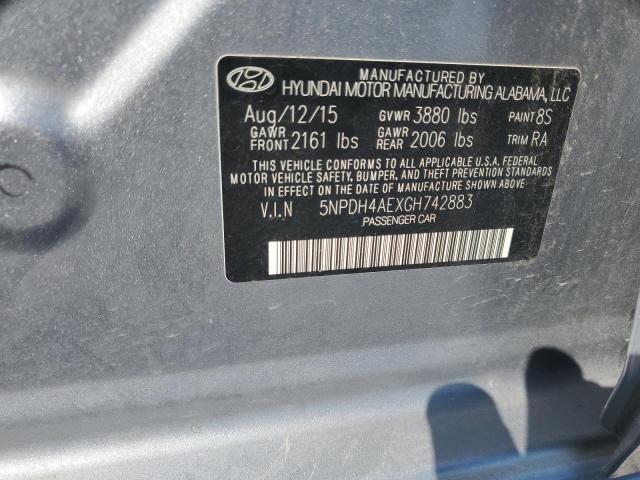 MANUFACTURED BY
HYUNDAI MOTOR MANUFACTURING ALABAMA, LLC
Aug/12/15 GVWR 3880 lbs PAINT 8S
GAWR FRONT 2161 lbs GAWR REAR 2006 lbs TRIM RA
THIS VEHICLE CONFORMS TO ALL APPLICABLE U.S.A. FEDERAL
MOTOR VEHICLE SAFETY, BUMPER, AND THEFT PREVENTION STANDARDS
IN EFFECT ON THE DATE OF MANUFACTURE SHOWN ABOVE.
V.I.N 5NPDH4AEXGH742883
PASSENGER CAR